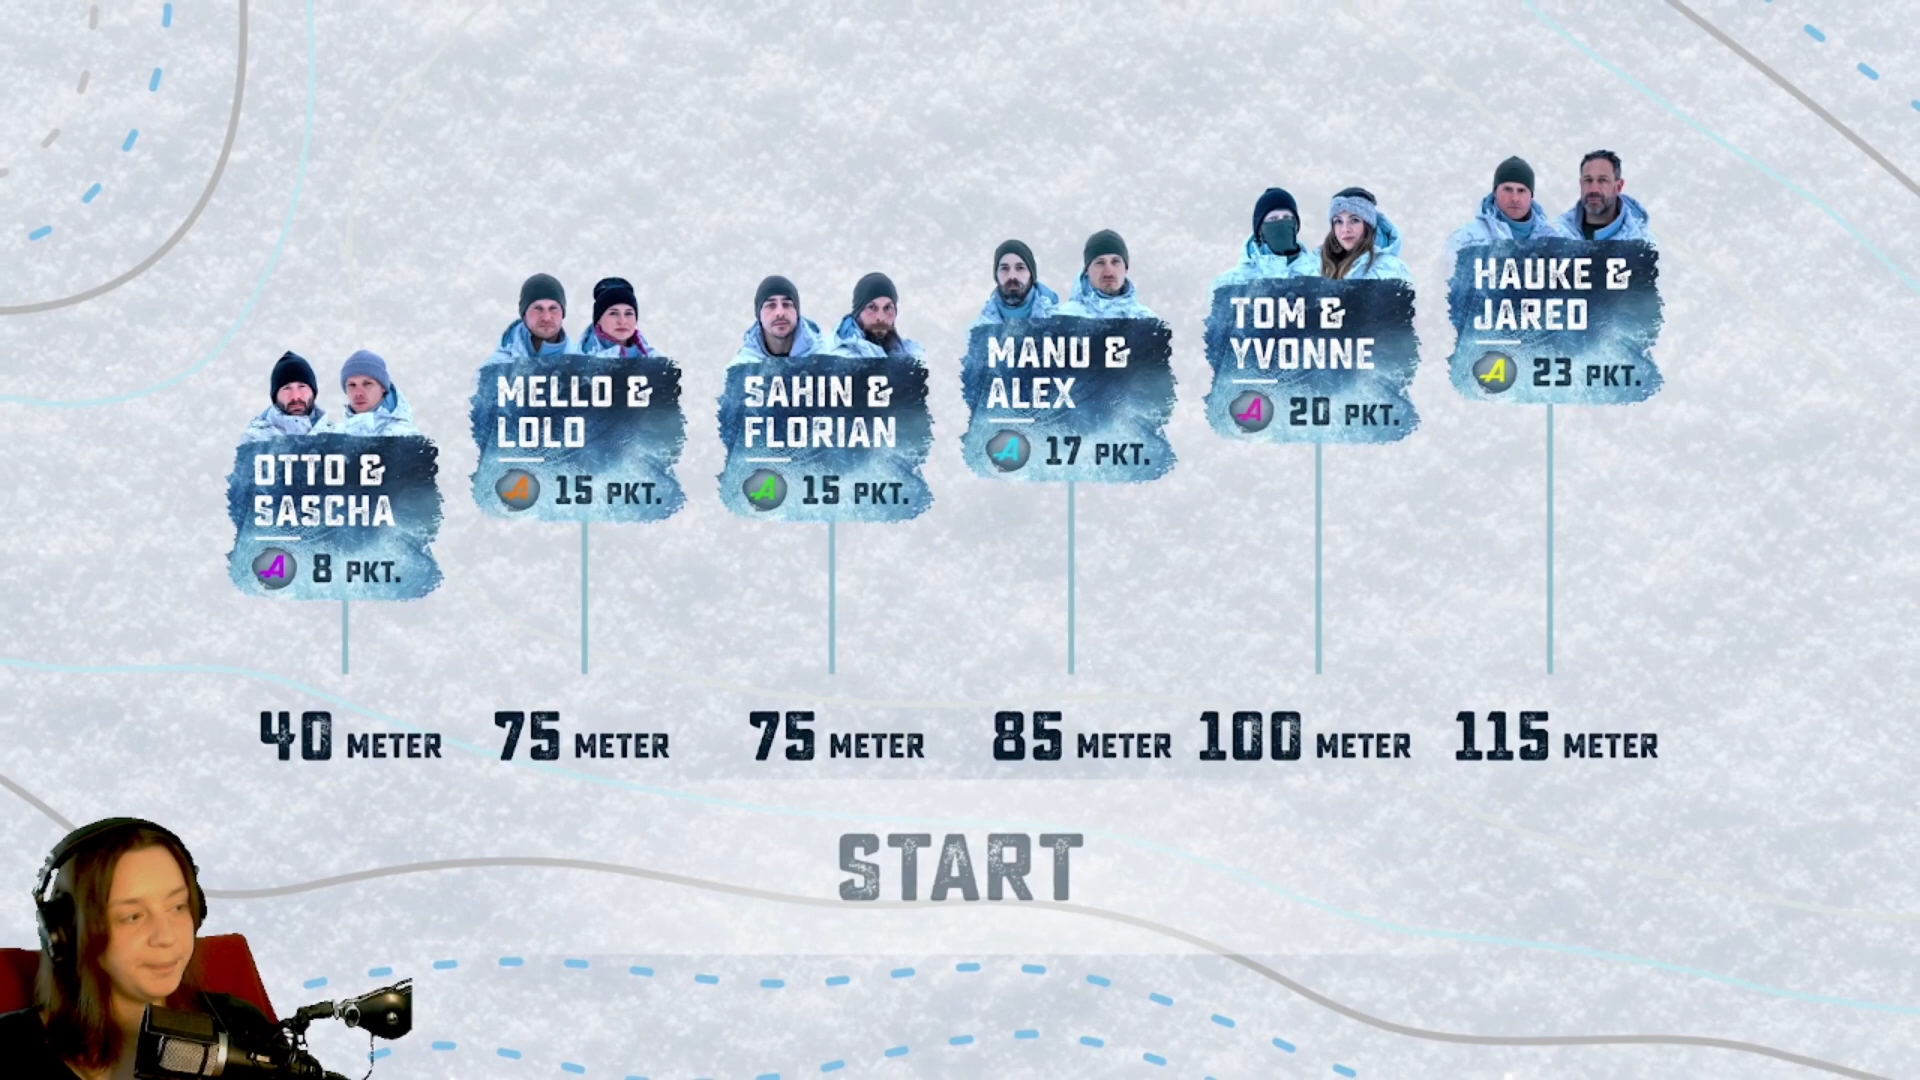 OTTO &
SASCHA
A 8 PKT.
MELLO &
LOLO
A 15 PKT.
SAHIN &
FLORIAN
A 15 PKT.
MANU &
ALEX
A 17 PKT.
TOM &
YVONNE
A 20 PKT.
HAUKE &
JARED
A 23 PKT.
40 METER
75 METER
75 METER
85 METER
100 METER
115 METER
START